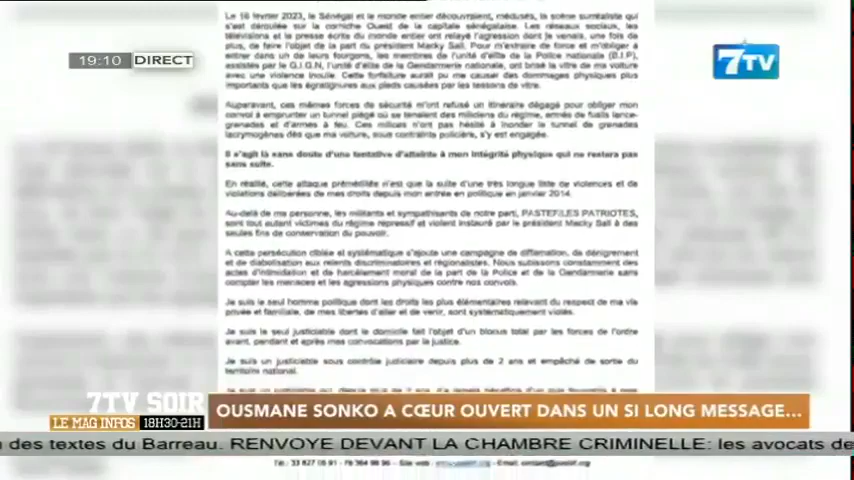 Le 16 février 2023, le Sénégal et le monde entier découvraient, médusés, la scène surréaliste qui
s'est déroulée sur la corniche Ouest de la capitale sénégalaise. Les réseaux sociaux, les
télévisions et la presse écrits du monde entier ont relayé l'agression dont je venais, une fois de
plus, de faire l'objet de la part du président Macky Sall. Pour m'extraire de force et m'obliger à
entrer dans un de leurs fourgons, les membres de l'unité d'élite de la Police nationale (B.I.P),
assistés par le G.I.G.N, l'unité d'élite de la Gendarmerie nationale, ont brisé la vitre de ma voiture
avec une violence inouïe. Cette forfaiture aurait pu me causer des dommages physiques plus
importants que les égratignures aux pieds causées par les tessons de vitre.
19:10 DIRECT
7TV
Auparavant, ces mêmes forces de sécurité m'ont refusé un itinéraire dégagé pour obliger mon
convoi à emprunter un tunnel piégé où se tenaient des miliciens du régime, armés de fusils lance-
grenades et d'armes à feu. Ces milices n'ont pas hésité à inonder le tunnel de grenades
lacrymogènes dès que ma voiture, sous contrainte policière, s'y est engagée.
Il s'agit là sans doute d'une tentative d'atteinte à mon intégrité physique qui ne restera pas
sans suite.
En réalité, cette attaque préméditée n'est que la suite d'une très longue liste de violences et de
violations délibérées de mes droits depuis mon entrée en politique en janvier 2014.
Au-delà de ma personne, les militants et sympathisants de notre parti, PASTEF/LES PATRIOTES,
sont tout autant victimes du régime répressif et violent instauré par le président Macky Sall à des
seules fins de conservation du pouvoir.
A cette persécution ciblée et systématique s'ajoute une campagne de diffamation, de dénigrement
et de diabolisation aux relents discriminatoires et régionalistes. Nous subissons constamment des
actes d'intimidation et de harcèlement moral de la part de la Police et de la Gendarmerie sans
compter les menaces et les agressions physiques contre nos convois.
Je suis le seul homme politique dont les droits les plus élémentaires relevant du respect de ma vie
privée et familiale, de mes libertés d'aller et de venir, sont systématiquement violés.
Je suis le seul justiciable dont le domicile fait l'objet d'un blocus total par les forces de l'ordre
avant, pendant et après mes convocations par la justice.
Je suis un justiciable sous contrôle judiciaire depuis plus de 2 ans et empêché de sortie du
territoire national.
7TV SOIR
LE MAG INFOS 18H30-21H
OUSMANE SONKO A CŒUR OUVERT DANS UN SI LONG MESSAGE...
des textes du Barreau. RENVOYE DEVANT LA CHAMBRE CRIMINELLE: les avocats de